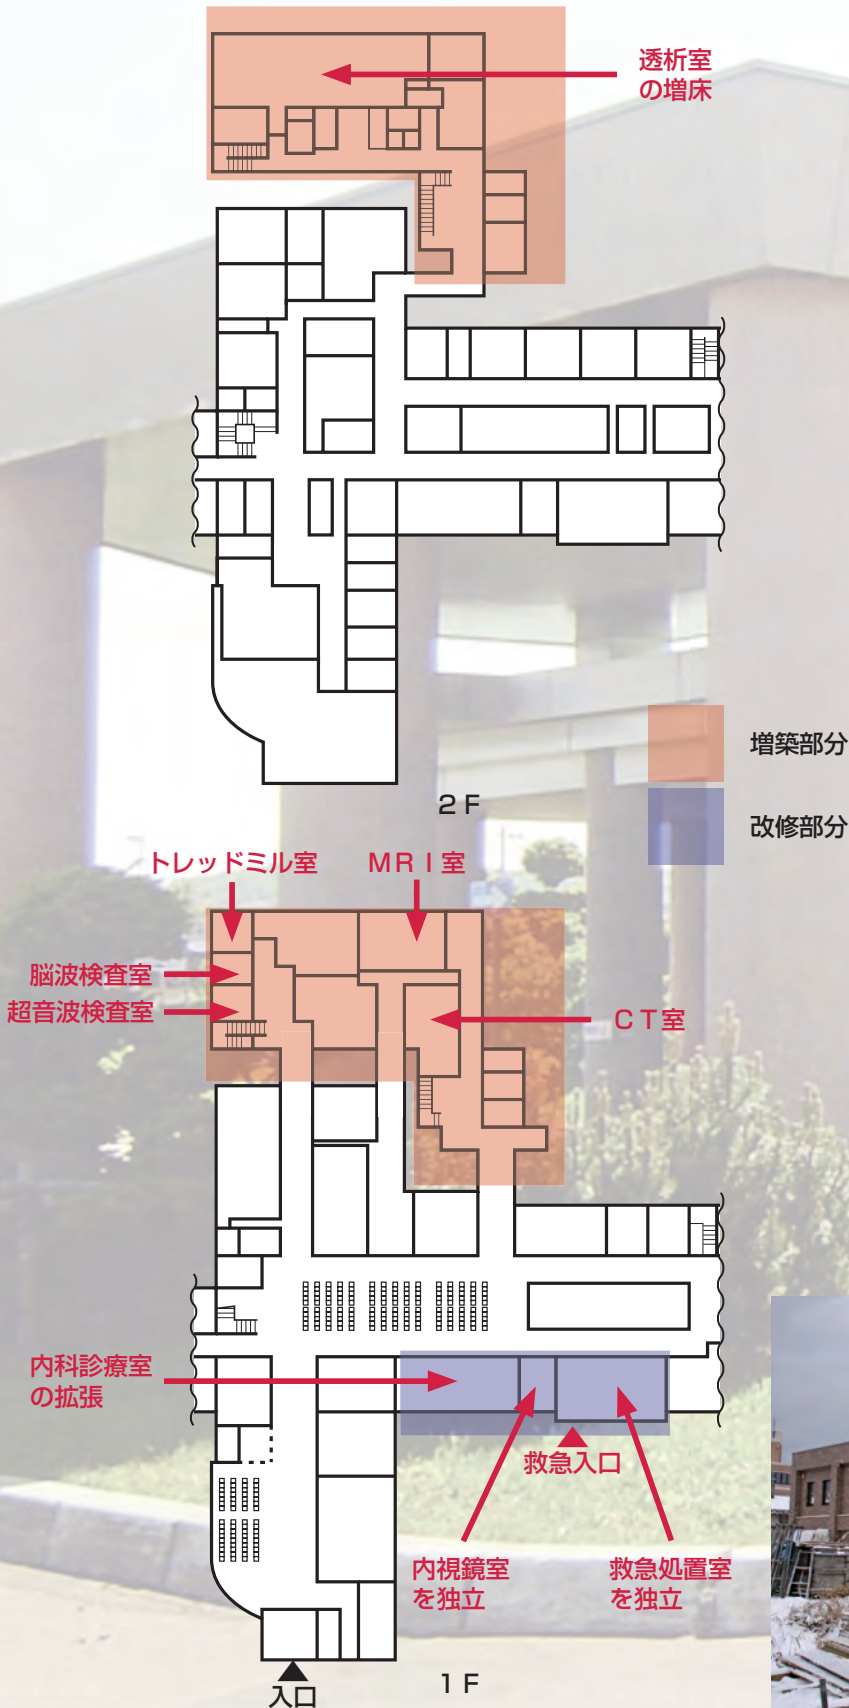 透析室
の増床
増築部分
改修部分
2F
トレッドミル室
MRI室
脳波検査室
超音波検査室
CT室
内科診療室
の拡張
救急入口
内視鏡室
を独立
救急処置室
を独立
入口
1F